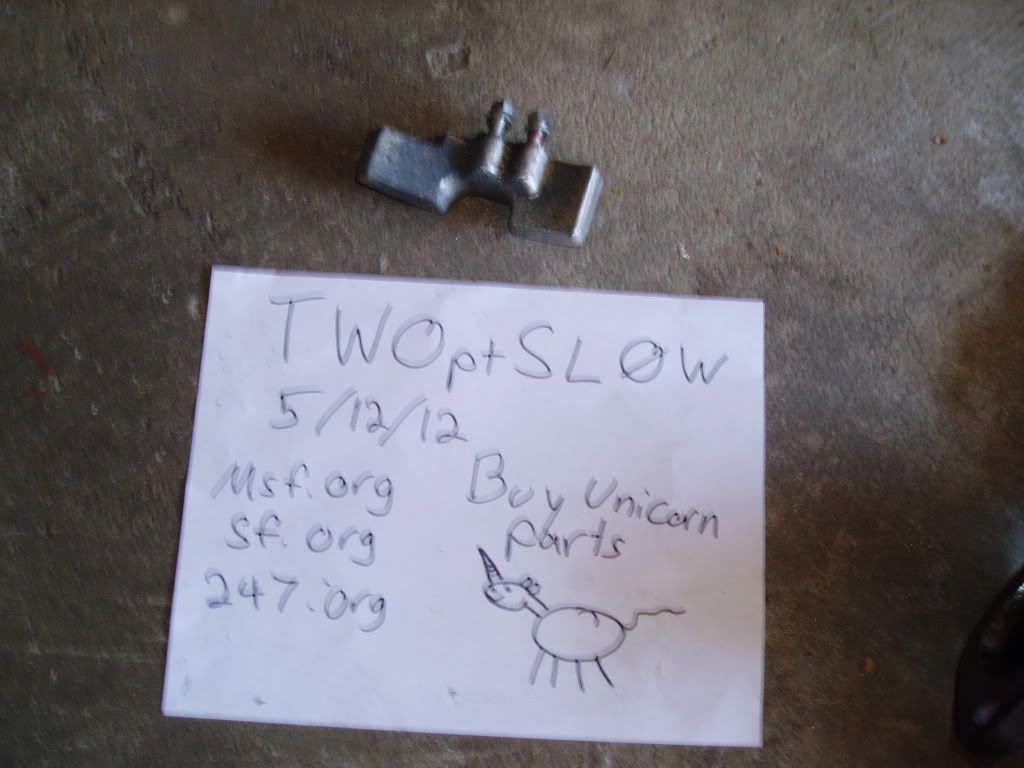 TWOptSLOW
5/12/12
Msf.org
Sf.org
247.org
Buy Unicorn
parts